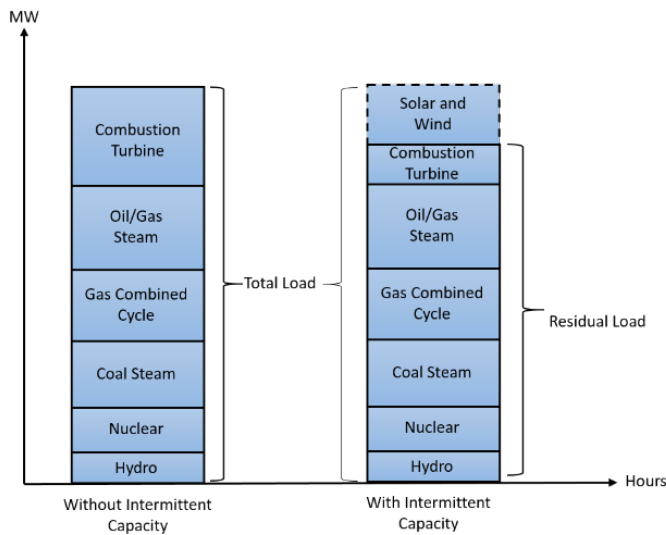 MW
Combustion
Turbine
Oil/Gas
Steam
Gas Combined
Cycle
Coal Steam
Nuclear
Hydro
Without Intermittent
Capacity
Total Load
Solar and
Wind
Combustion
Turbine
Oil/Gas
Steam
Gas Combined
Cycle
Coal Steam
Nuclear
Hydro
With Intermittent
Capacity
Residual Load
Hours